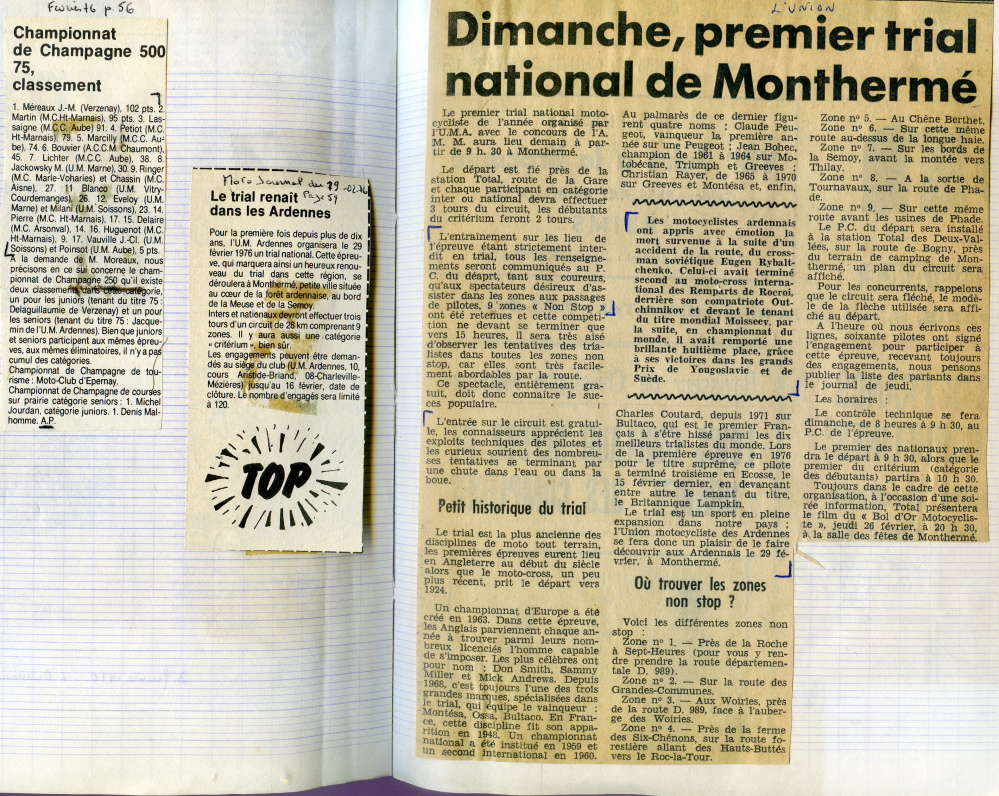 Fevrier 76 p. 56
Championnat
de Champagne 500
75,
classement
1. Méreaux J.-M. (Verzenay), 102 pts. 2.
Martin (M.C.Ht-Marnais), 95 pts. 3. Las-
saigne (M.C.C. Aube) 91. 4. Petiot (M.C.
Ht-Marnais), 79. 5. Marcilly (M.C.C. Au-
be), 74. 6. Bouvier (A.C.C.M. Chaumont),
45. 7. Lichter (M.C.C. Aube), 38. 8.
Jackowsky M. (U.M. Marne), 30. 9. Ringer
(M.C. Marie-Voharies) et Chassin (M.C.
Aisne), 27. 11 Blanco (U.M. Vitry-
Courdemanges), 26. 12. Eveloy (U.M.
Marne) et Milani (U.M. Soissons), 23. 14.
Pierre (M.C. Arsonval), 17. 15. Delaire
(M.C. Arsonval), 14. 16. Huguenot (M.C.
Ht-Marnais), 9. 17. Vauville J.-Cl. (U.M.
Soissons) et Poinsot (U.M. Aube), 5 pts.
A la demande de M. Moreaux, nous
précisons en ce qui concerne le cham-
pionnat de Champagne 250 qu'il existe
deux classements dans cette catégorie,
un pour les juniors (tenant du titre 75 :
Delaguillaumie de Verzenay) et un pour
les seniors (tenant du titre 75 : Jacque-
min de l'U.M. Ardennes). Bien que juniors
et seniors participent aux mêmes épreu-
ves, aux mêmes éliminatoires, il n'y a pas
cumul des catégories.
Championnat de Champagne de tou-
risme : Moto-Club d'Epernay.
Championnat de Champagne de courses
sur prairie catégorie seniors : 1. Michel
Jourdan, catégorie juniors. 1. Denis Mal-
homme. A.P.
Moto Journal du 29-02-76
Page 54
Le trial renaît
dans les Ardennes
Pour la première fois depuis plus de dix
ans, l'U.M. Ardennes organisera le 29
février 1976 un trial national. Cette épreu-
ve, qui marquera ainsi un heureux renou-
veau du trial dans cette région, se
déroulera à Monthermé, petite ville située
au cœur de la forêt ardennaise, au bord
de la Meuse et de la Semoy.
Inters et nationaux devront effectuer trois
tours d'un circuit de 28 km comprenant 9
zones. Il y aura aussi une catégorie
« critérium », bien sûr.
Les engagements peuvent être deman-
dés au siège du club (U.M. Ardennes, 10,
cours Aristide-Briand, 08-Charleville-
Mézières) jusqu'au 16 février, date de
clôture. Le nombre d'engagés sera limité
à 120.
TOP
L'UNION
Dimanche, premier trial
national de Monthermé
Le premier trial national moto-
cycliste de l'année organisé par
l'U.M.A. avec le concours de l'A.
M. M. aura lieu demain à par-
tir de 9 h. 30 à Monthermé.
Le départ est fié près de la
station Total, route de la Gare
et chaque participant en catégorie
inter ou national devra effectuer
3 tours du circuit, les débutants
du critérium feront 2 tours.
L'entraînement sur les lieu de
l'épreuve étant strictement inter-
dit en trial, tous les renseigne-
ments seront communiqués au P.
C. du désprt, tant aux coureurs,
qu'aux spectateurs désireux d'as-
sister dans les zones aux passages
de pilotes, 9 zones « Non Stop »
ont été retenues et cette compéti-
tion ne devant se terminer que
vers 15 heures, il sera très aisé
d'observer les tentatives des tria-
listes dans toutes les zones non
stop, car elles sont très facile-
ment abordables par la route.
Ce spectacle, entièrement gra-
tuit, doit donc connaître le suc-
cès populaire.
L'entrée sur le circuit est gratui-
te, les connaisseurs apprécient les
exploits techniques des pilotes et
les curieux sourient des nombreu-
ses tentatives se terminant par
une chute dans l'eau ou dans la
boue.
Petit historique du trial
Le trial est la plus ancienne des
disciplines de moto tout terrain,
les premières épreuves eurent lieu
en Angleterre au début du siècle
alors que le moto-cross, un peu
plus récent, prit le départ vers
1924.
Un championnat d'Europe a été
créé en 1963. Dans cette épreuve,
les Anglais parviennent chaque an-
née à trouver parmi leurs nom-
breux licenciés l'homme capable
de s'imposer. Les plus célèbres ont
pour nom : Don Smith, Sammy
Miller et Mick Andrews. Depuis
1968, c'est toujours l'une des trois
grandes marques, spécialisées dans
le trial, qui équipe le vainqueur :
Montésa, Ossa, Bultaco. En Fran-
ce, cette discipline fit son appa-
rition en 1948. Un championnat
national a été institué en 1959 et
un second international en 1960.
Au palmarès de ce dernier figu-
rent quatre noms ; Claude Peu-
geot, vainqueur la première an-
née sur une Peugeot ; Jean Bohec,
champion de 1961 à 1964 sur Mo-
tobécane, Triumph et Greeves ;
Christian Rayer, de 1965 à 1970
sur Greeves et Montésa et, enfin,
Les motocyclistes ardennais
ont appris avec émotion la
mort survenue à la suite d'un
accident de la route, du cross-
man soviétique Eugen Rybalt-
chenko. Celui-ci avait terminé
second au moto-cross interna-
tional des Remparts de Rocroi,
derrière son compatriote Out-
chinnikov et devant le tenant
du titre mondial Moisseev, par
la suite, en championnat du
monde, il avait remporté une
brillante huitième place, grâce
à ses victoires dans les grands
Prix de Yougoslavie et de
Suède.
Charles Coutard, depuis 1971 sur
Bultaco, qui est le premier Fran-
çais à s'être hissé parmi les dix
meilleurs trialistes du monde. Lors
de la première épreuve en 1976
pour le titre suprême, ce pilote
a terminé troisième en Ecosse, le
15 février dernier, en devançant
entre autre le tenant du titre,
le Britannique Lampkin.
Le trial est un sport en pleine
expansion dans notre pays ;
l'Union motocycliste des Ardennes
se fera donc un plaisir de le faire
découvrir aux Ardennais le 29 fé-
vrier, à Monthermé.
Où trouver les zones
non stop ?
Voici les différentes zones non
stop :
Zone n° 1. — Près de la Roche
à Sept-Heures (pour vous y ren-
dre prendre la route départemen-
tale D. 989).
Zone n° 2. — Sur la route des
Grandes-Communes.
Zone n° 3. — Aux Woiries, près
de la route D. 989, face à l'auber-
ge des Woiries.
Zone n° 4. — Près de la ferme
des Six-Chênons, sur la route fo-
restière allant des Hauts-Buttés
vers le Roc-la-Tour.
Zone n° 5. — Au Chêne Berthet.
Zone n° 6. — Sur cette même
route au-dessus de la longue haie.
Zone n° 7. — Sur les bords de
la Semoy, avant la montée vers
Thilay.
Zone n° 8. — A la sortie de
Tournavaux, sur la route de Pha-
de.
Zone n° 9. — Sur cette même
route avant les usines de Phade.
Le P.C. du départ sera installé
à la station Total des Deux-Val-
lées, sur la route de Bogny, près
du terrain de camping de Mon-
thermé, un plan du circuit sera
affiché.
Pour les concurrents, rappelons
que le circuit sera fléché, le modè-
le de la flèche utilisée sera affi-
ché au départ.
A l'heure où nous écrivons ces
lignes, soixante pilotes ont signé
l'engagement pour participer à
cette épreuve, recevant toujours
des engagements, nous pensons
publier la liste des partants dans
le journal de jeudi.
Les horaires :
Le contrôle technique se fera
dimanche, de 8 heures à 9 h 30, au
P.C. de l'épreuve.
Le premier des nationaux pren-
dra le départ à 9 h 30, alors que le
premier du critérium (catégorie
des débutants) partira à 10 h 30.
Toujours dans le cadre de cette
organisation, à l'occasion d'une soi-
rée information, Total présentera
le film du « Bol d'Or Motocyclis-
te », jeudi 26 février, à 20 h 30,
à la salle des fêtes de Monthermé.